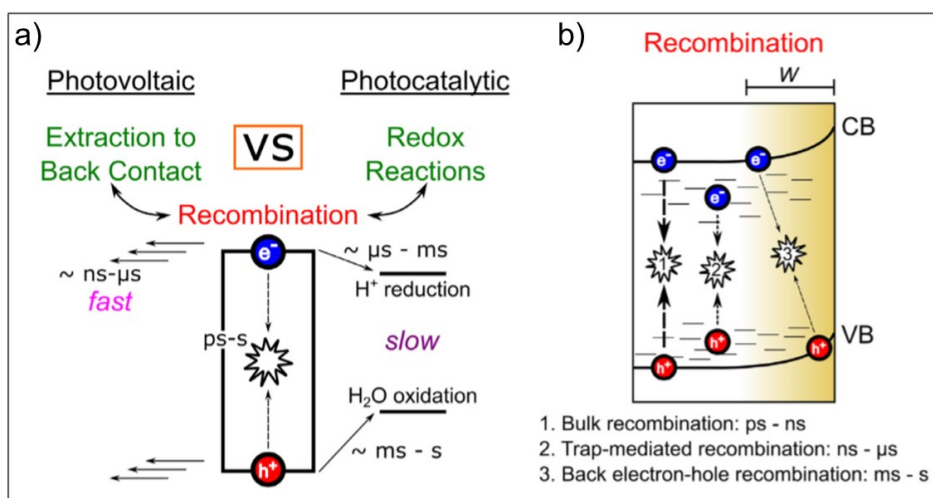 a)
Photovoltaic
Photocatalytic
Extraction to
Back Contact
VS
Redox
Reactions
Recombination
e⁻
~ µs - ms
~ ns-µs
H⁺ reduction
fast
ps-s
slow
H₂O oxidation
~ ms - s
h⁺
b)
Recombination
W
CB
e⁻
e⁻
e⁻
1
2
3
h⁺
h⁺
h⁺
VB
1. Bulk recombination: ps - ns
2. Trap-mediated recombination: ns - µs
3. Back electron-hole recombination: ms - s